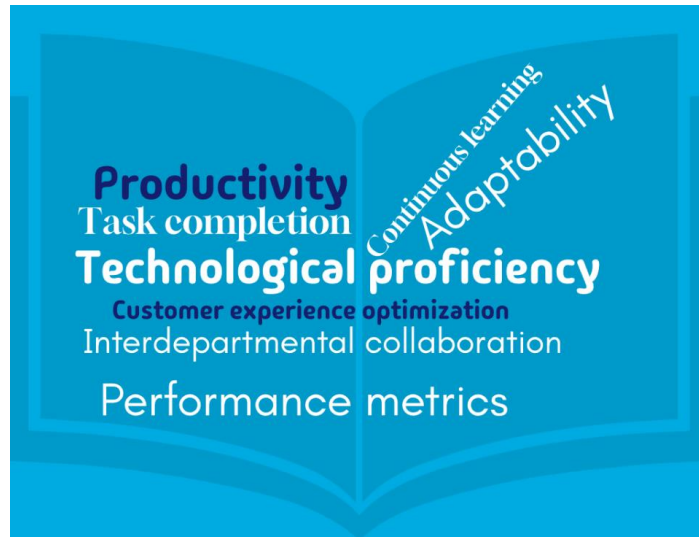 Continuous learning
Adaptability
Productivity
Task completion
Technological proficiency
Customer experience optimization
Interdepartmental collaboration
Performance metrics